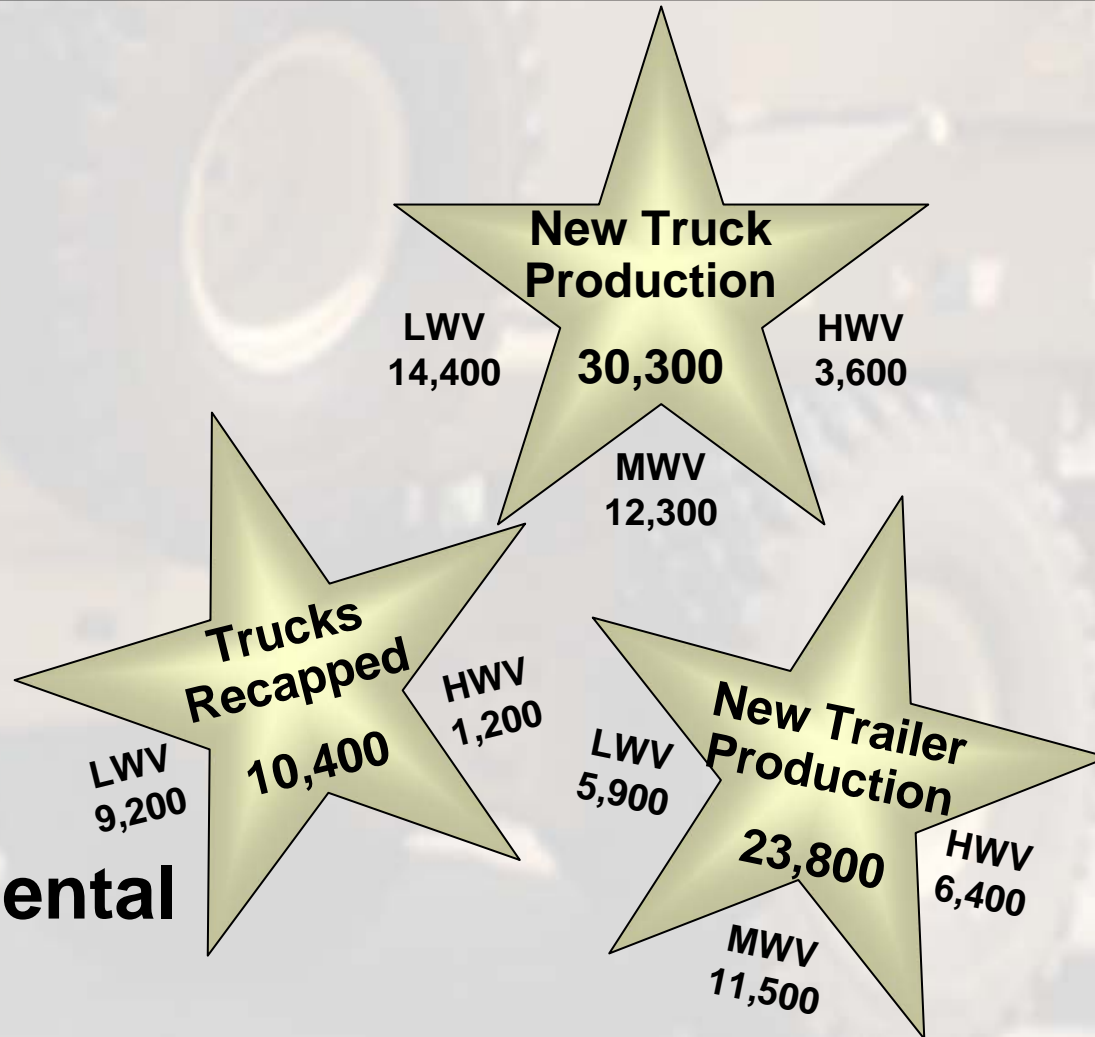 New Truck
Production
30,300
LWV
14,400
HWV
3,600
MWV
12,300
Trucks
Recapped
10,400
LWV
9,200
HWV
1,200
New Trailer
Production
23,800
LWV
5,900
HWV
6,400
MWV
11,500
ental